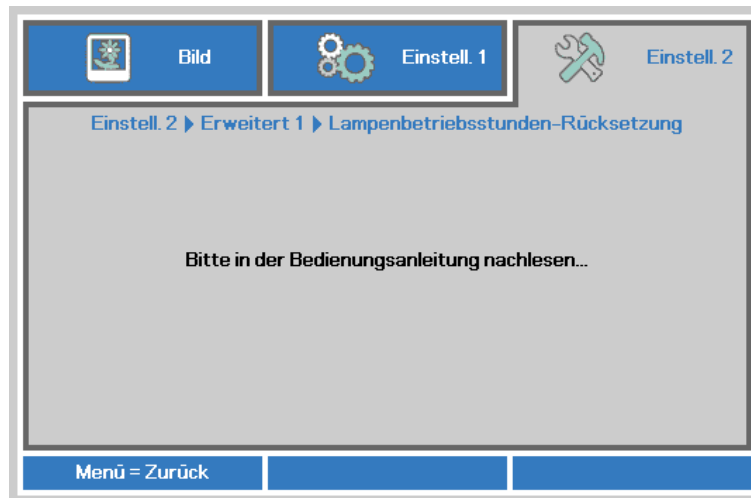 Bild
Einstell. 1
Einstell. 2
Einstell. 2 ▶ Erweitert 1 ▶ Lampenbetriebsstunden-Rücksetzung
Bitte in der Bedienungsanleitung nachlesen...
Menü = Zurück